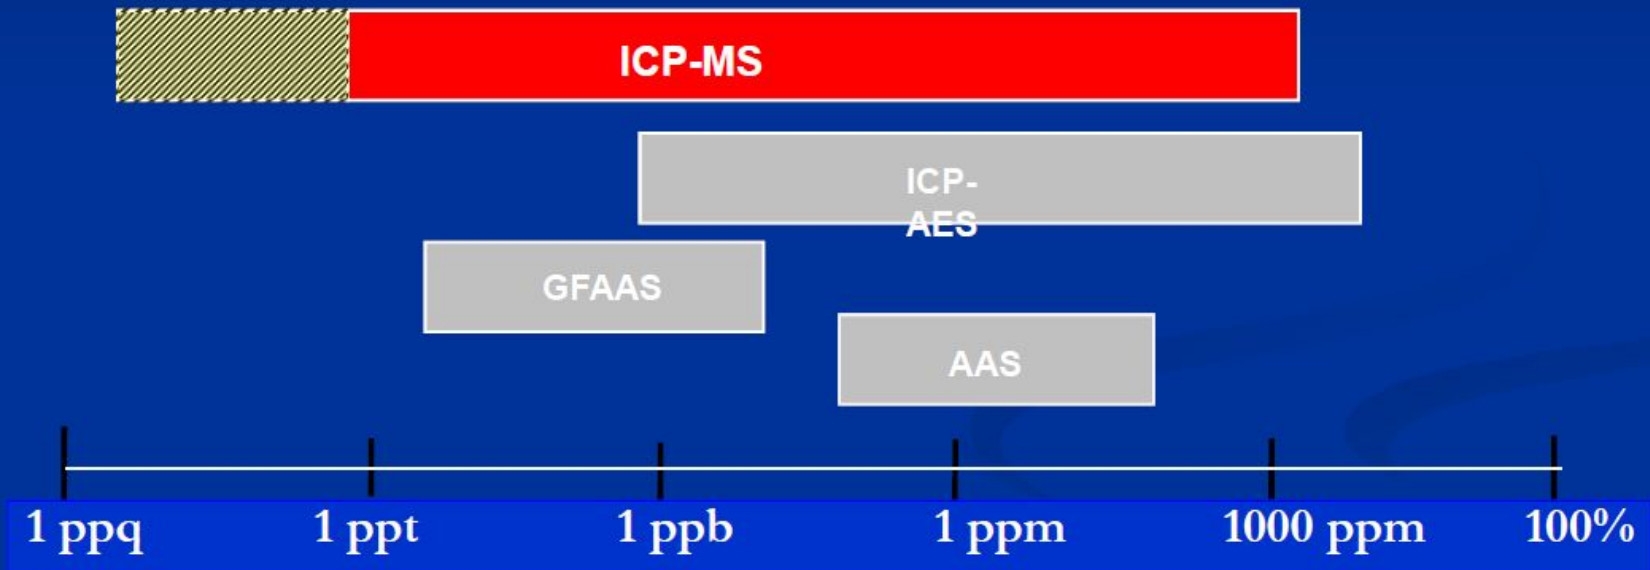 ICP-MS
ICP-
AES
GFAAS
AAS
1 ppq 1 ppt 1 ppb 1 ppm 1000 ppm 100%